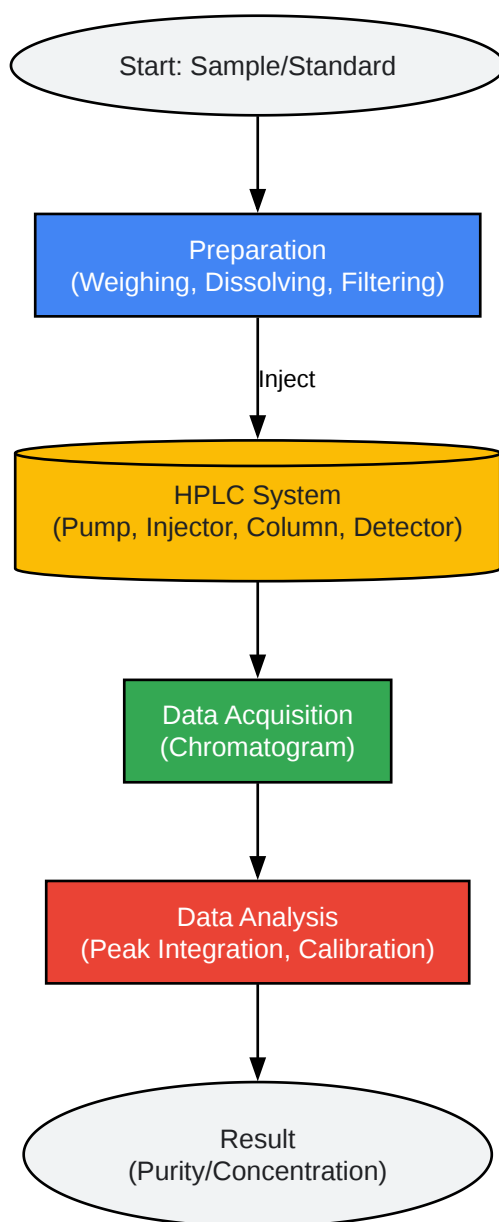 Start: Sample/Standard
Preparation
(Weighing, Dissolving, Filtering)
Inject
HPLC System
(Pump, Injector, Column, Detector)
Data Acquisition
(Chromatogram)
Data Analysis
(Peak Integration, Calibration)
Result
(Purity/Concentration)